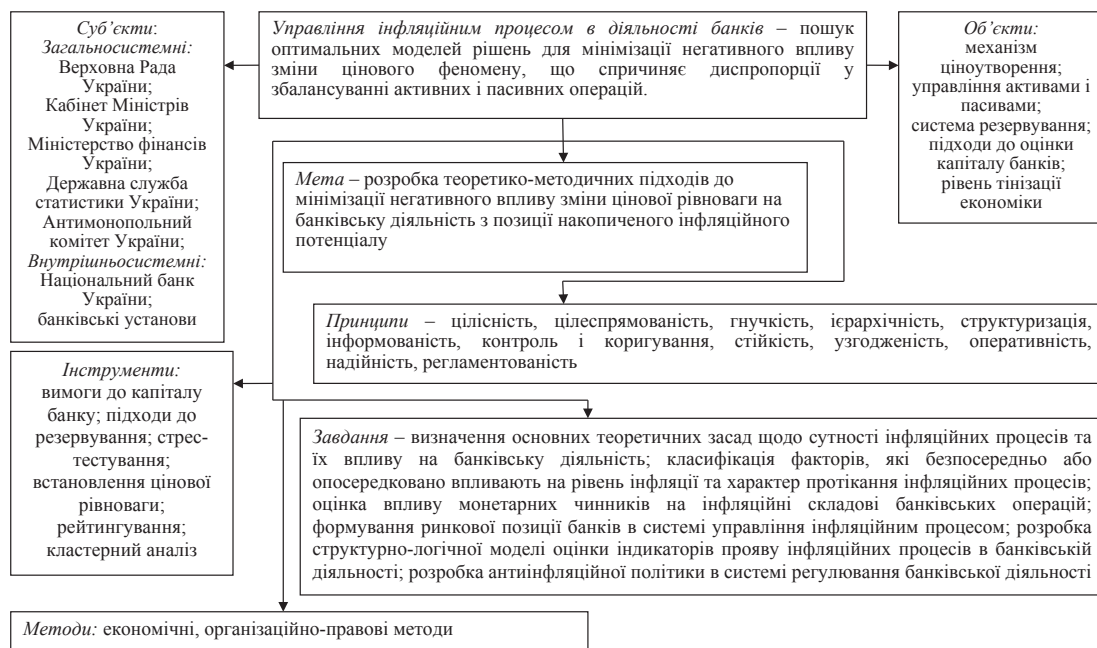 Суб’єкти:
Загальносистемні:
Верховна Рада
України;
Кабінет Міністрів
України;
Міністерство фінансів
України;
Державна служба
статистики України;
Антимонопольний
комітет України;
Внутрішньосистемні:
Національний банк
України;
банківські установи
Управління інфляційним процесом в діяльності банків – пошук
оптимальних моделей рішень для мінімізації негативного впливу
зміни цінового феномену, що спричиняє диспропорції у
збалансуванні активних і пасивних операцій.
Об’єкти:
механізм
ціноутворення;
управління активами і
пасивами;
система резервування;
підходи до оцінки
капіталу банків;
рівень тінізації
економіки
Мета – розробка теоретико-методичних підходів до
мінімізації негативного впливу зміни цінової рівноваги на
банківську діяльність з позиції накопиченого інфляційного
потенціалу
Принципи – цілісність, цілеспрямованість, гнучкість, ієрархічність, структуризація,
інформованість, контроль і коригування, стійкість, узгодженість, оперативність,
надійність, регламентованість
Інструменти:
вимоги до капіталу
банку; підходи до
резервування; стрес-
тестування;
встановлення цінової
рівноваги;
рейтингування;
кластерний аналіз
Завдання – визначення основних теоретичних засад щодо сутності інфляційних процесів та
їх впливу на банківську діяльність; класифікація факторів, які безпосередньо або
опосередковано впливають на рівень інфляції та характер протікання інфляційних процесів;
оцінка впливу монетарних чинників на інфляційні складові банківських операцій;
формування ринкової позиції банків в системі управління інфляційним процесом; розробка
структурно-логічної моделі оцінки індикаторів прояву інфляційних процесів в банківській
діяльності; розробка антиінфляційної політики в системі регулювання банківської діяльності
Методи: економічні, організаційно-правові методи